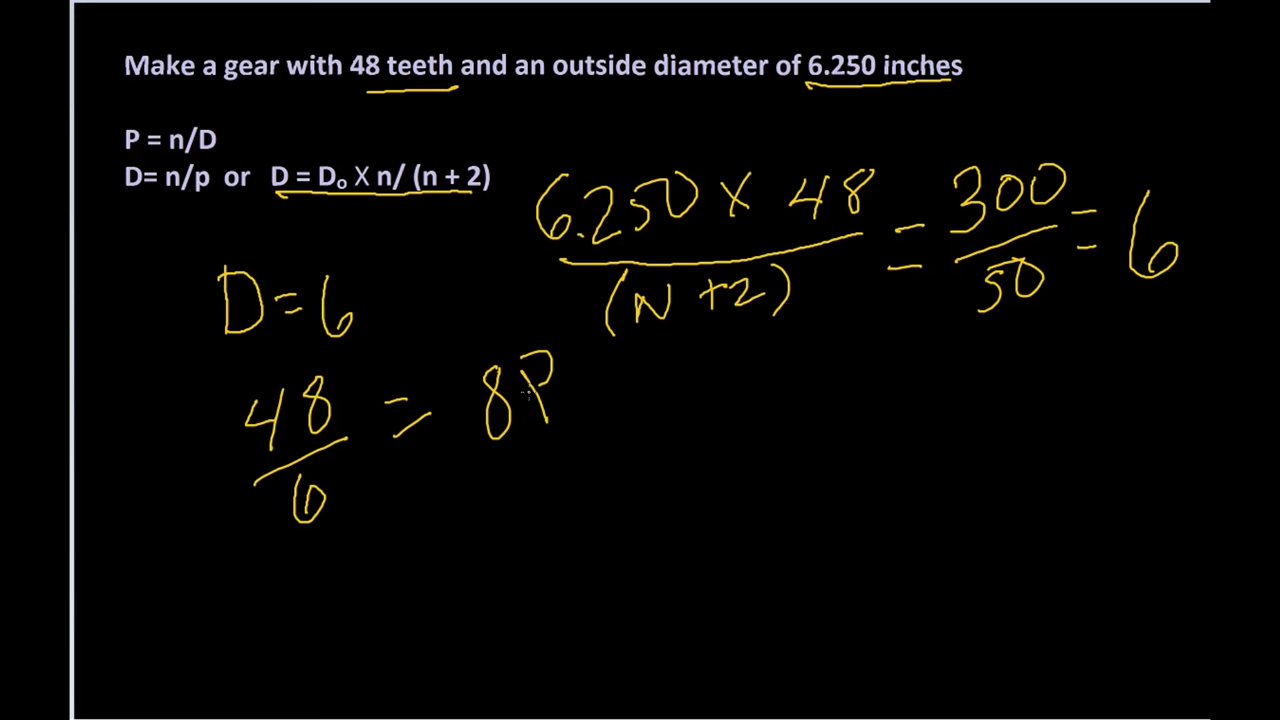 Make a gear with 48 teeth and an outside diameter of 6.250 inches
P = n/D
D= n/p or D = Dₒ X n/ (n + 2)
6.250 X 48 = 300 = 6
(N +2) 50
D = 6
48 = 8P
6